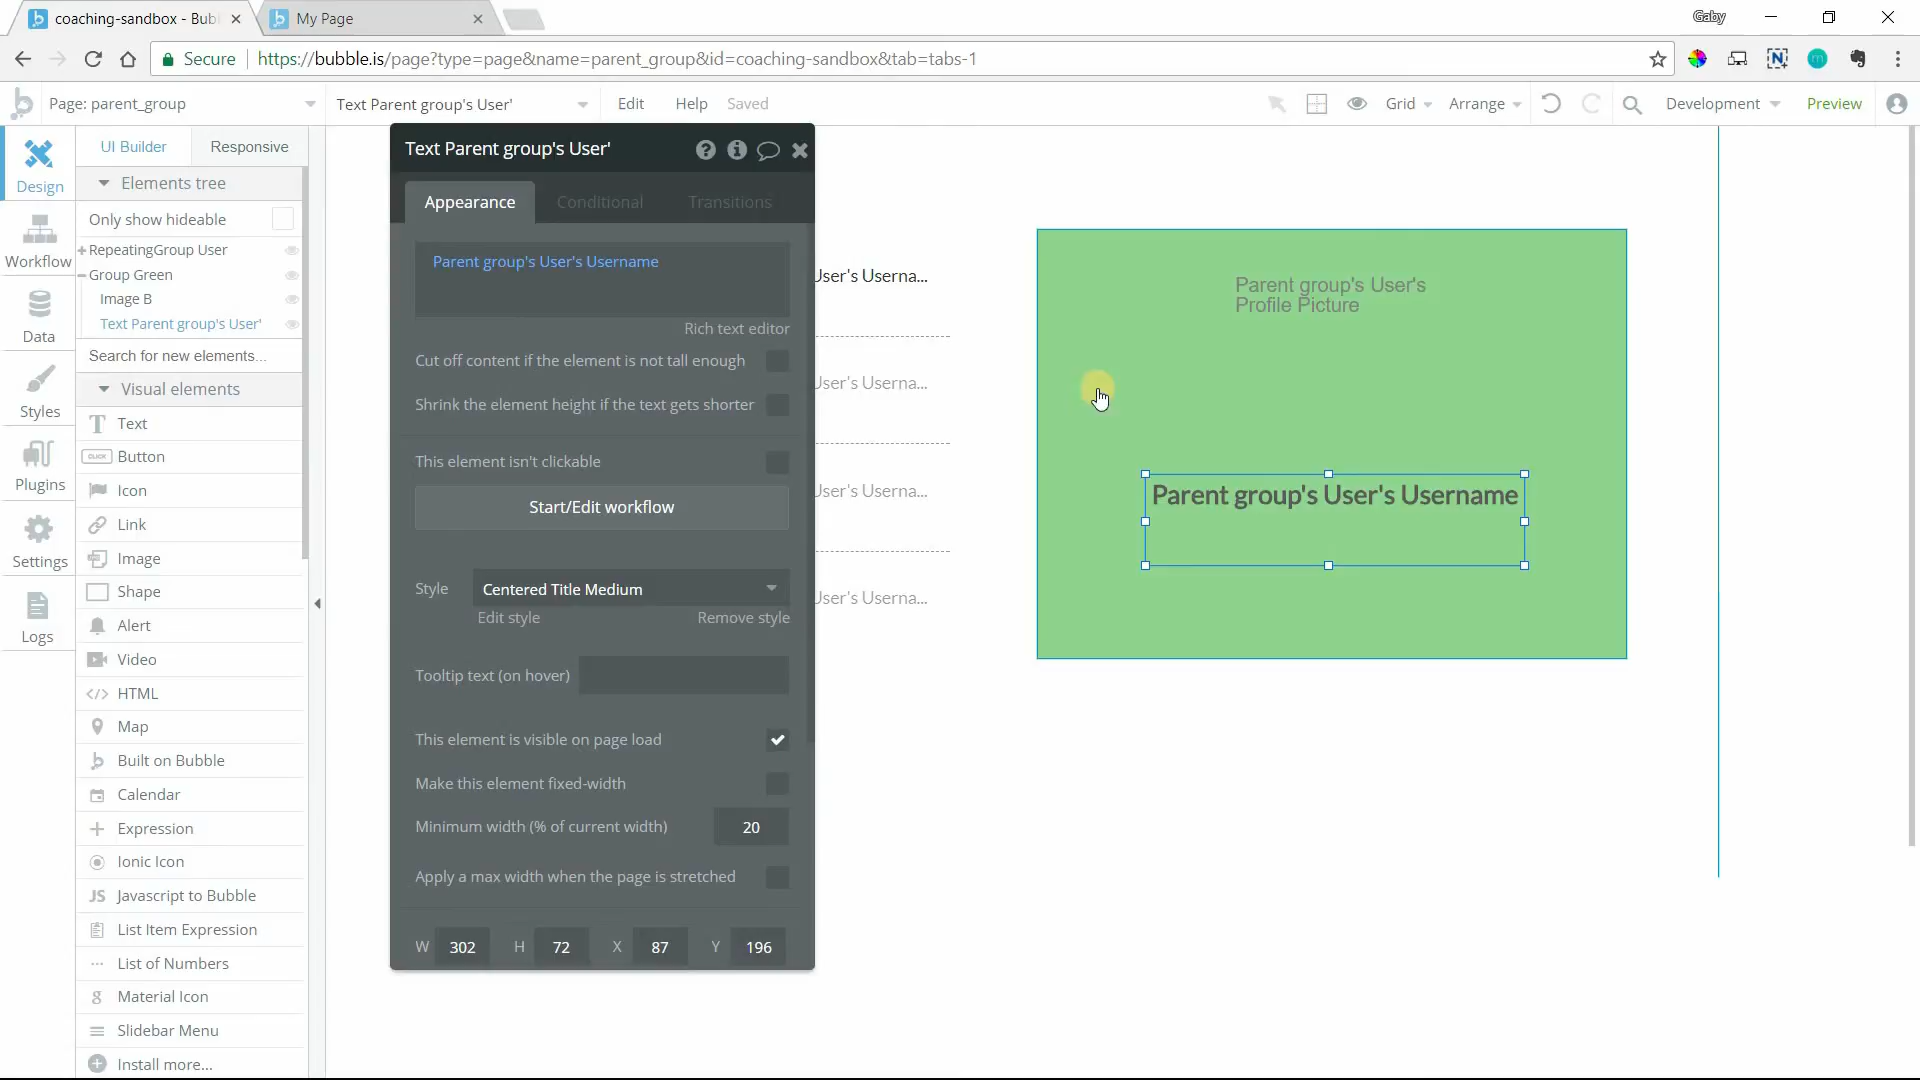 coaching-sandbox - Bub
My Page
Gaby
Secure
https://bubble.is/page?type=page&name=parent_group&id=coaching-sandbox&tab=tabs-1
Page: parent_group
Text Parent group's User'
Edit
Help
Saved
Grid
Arrange
Development
Preview
Design
Workflow
Data
Styles
Plugins
Settings
Logs
UI Builder
Responsive
Elements tree
Only show hideable
RepeatingGroup User
Group Green
Image B
Text Parent group's User'
Search for new elements...
Visual elements
Text
CLICK Button
Icon
Link
Image
Shape
Alert
Video
</> HTML
Map
Built on Bubble
Calendar
Expression
Ionic Icon
JS Javascript to Bubble
List Item Expression
List of Numbers
g Material Icon
Slidebar Menu
Install more...
Text Parent group's User'
Appearance
Conditional
Transitions
Parent group's User's Username
Rich text editor
Cut off content if the element is not tall enough
Shrink the element height if the text gets shorter
This element isn't clickable
Start/Edit workflow
Style
Centered Title Medium
Edit style
Remove style
Tooltip text (on hover)
This element is visible on page load
Make this element fixed-width
Minimum width (% of current width)
20
Apply a max width when the page is stretched
W 302 H 72 X 87 Y 196
User's Userna...
User's Userna...
User's Userna...
User's Userna...
Parent group's User's
Profile Picture
Parent group's User's Username